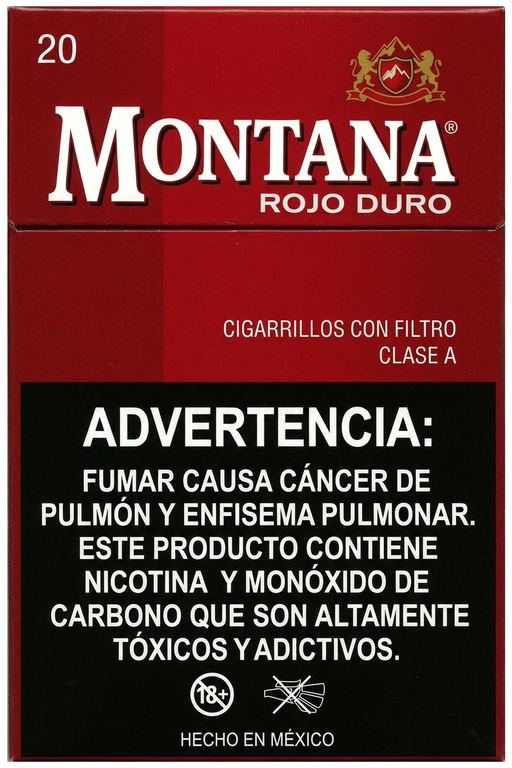 20
MONTANA®
ROJO DURO
CIGARRILLOS CON FILTRO
CLASE A
ADVERTENCIA:
FUMAR CAUSA CÁNCER DE
PULMÓN Y ENFISEMA PULMONAR.
ESTE PRODUCTO CONTIENE
NICOTINA Y MONÓXIDO DE
CARBONO QUE SON ALTAMENTE
TÓXICOS Y ADICTIVOS.
18+
HECHO EN MÉXICO